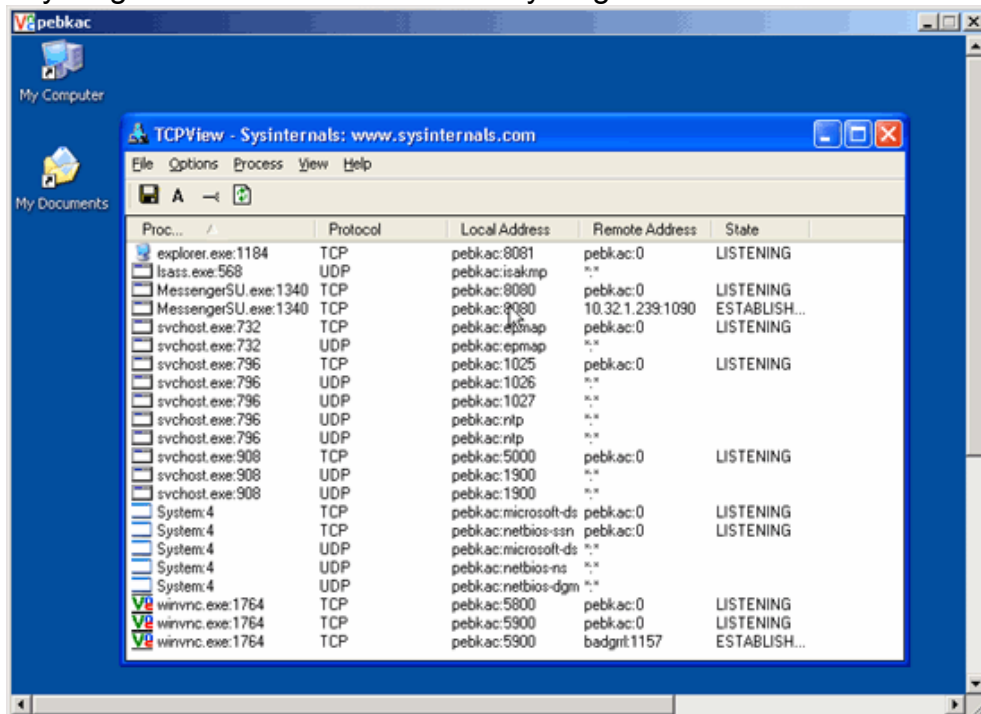 pebkac
My Computer
My Documents
TCPView - Sysinternals: www.sysinternals.com
File Options Process View Help
A
Proc... / Protocol Local Address Remote Address State
explorer.exe:1184 TCP pebkac:8081 pebkac:0 LISTENING
lsass.exe:568 UDP pebkac:isakmp *:*
MessengerSU.exe:1340 TCP pebkac:8080 pebkac:0 LISTENING
MessengerSU.exe:1340 TCP pebkac:8080 10.32.1.239:1090 ESTABLISH...
svchost.exe:732 TCP pebkac:epmap pebkac:0 LISTENING
svchost.exe:732 UDP pebkac:epmap *:*
svchost.exe:796 TCP pebkac:1025 pebkac:0 LISTENING
svchost.exe:796 UDP pebkac:1026 *:*
svchost.exe:796 UDP pebkac:1027 *:*
svchost.exe:796 UDP pebkac:ntp *:*
svchost.exe:796 UDP pebkac:ntp *:*
svchost.exe:908 TCP pebkac:5000 pebkac:0 LISTENING
svchost.exe:908 UDP pebkac:1900 *:*
svchost.exe:908 UDP pebkac:1900 *:*
System:4 TCP pebkac:microsoft-ds pebkac:0 LISTENING
System:4 TCP pebkac:netbios-ssn pebkac:0 LISTENING
System:4 UDP pebkac:microsoft-ds *:*
System:4 UDP pebkac:netbios-ns *:*
System:4 UDP pebkac:netbios-dgm *:*
winvnc.exe:1764 TCP pebkac:5800 pebkac:0 LISTENING
winvnc.exe:1764 TCP pebkac:5900 pebkac:0 LISTENING
winvnc.exe:1764 TCP pebkac:5900 badgrrl:1157 ESTABLISH...